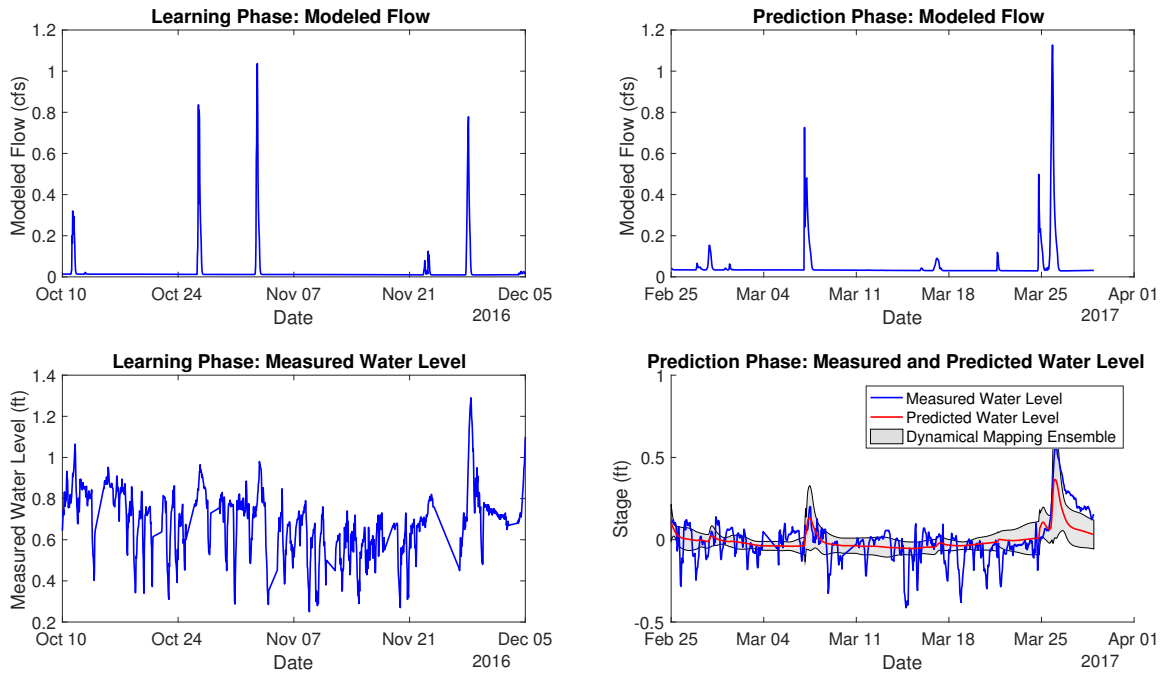 Learning Phase: Modeled Flow
Modeled Flow (cfs)
1.2
1
0.8
0.6
0.4
0.2
0
Oct 10
Oct 24
Nov 07
Nov 21
Dec 05
Date
2016
Prediction Phase: Modeled Flow
Modeled Flow (cfs)
1.2
1
0.8
0.6
0.4
0.2
0
Feb 25
Mar 04
Mar 11
Mar 18
Mar 25
Apr 01
Date
2017
Learning Phase: Measured Water Level
Measured Water Level (ft)
1.4
1.2
1
0.8
0.6
0.4
0.2
Oct 10
Oct 24
Nov 07
Nov 21
Dec 05
Date
2016
Prediction Phase: Measured and Predicted Water Level
Stage (ft)
1
0.5
0
-0.5
Measured Water Level
Predicted Water Level
Dynamical Mapping Ensemble
Feb 25
Mar 04
Mar 11
Mar 18
Mar 25
Apr 01
Date
2017